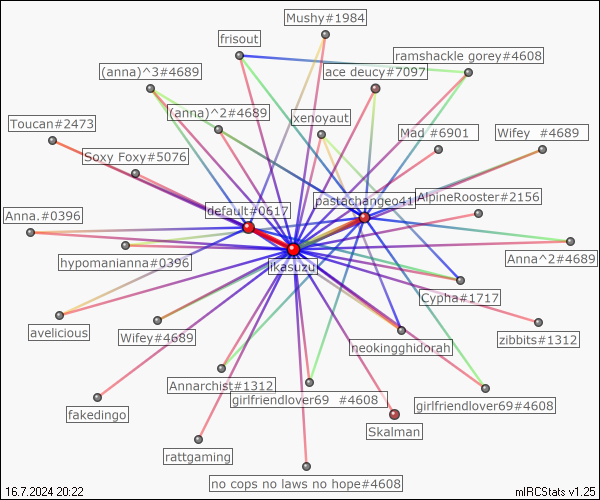 Mushy#1984
frisout
ramshackle gorey#4608
(anna)^3#4689
ace deucy#7097
(anna)^2#4689
xenoyaut
Toucan#2473
Mad #6901
Wifey  #4689
Soxy Foxy#5076
pastachangeo41
AlpineRooster#2156
default#0617
Anna.#0396
Anna^2#4689
hypomanianna#0396
likasuzu
Cypha#1717
avelicious
Wifey#4689
neokingghidorah
zibbits#1312
Annarchist#1312
girlfriendlover69  #4608
girlfriendlover69#4608
fakedingo
Skalman
rattgaming
no cops no laws no hope#4608
16.7.2024 20:22
mIRCStats v1.25